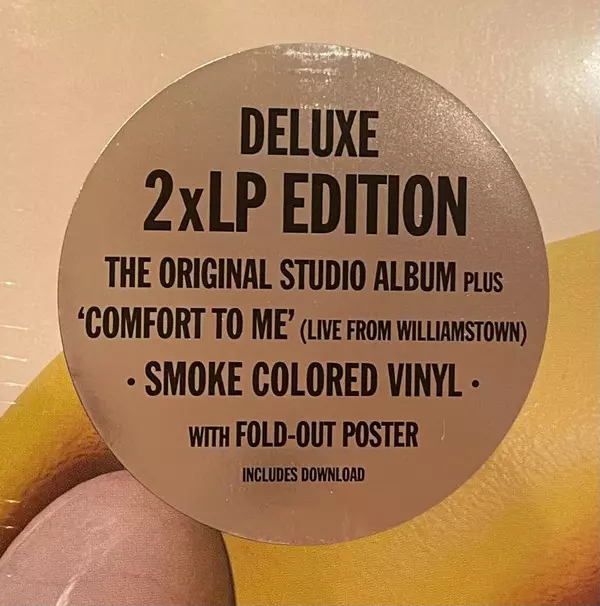 DELUXE
2xLP EDITION
THE ORIGINAL STUDIO ALBUM PLUS
‘COMFORT TO ME’ (LIVE FROM WILLIAMSTOWN)
• SMOKE COLORED VINYL •
WITH FOLD-OUT POSTER
INCLUDES DOWNLOAD